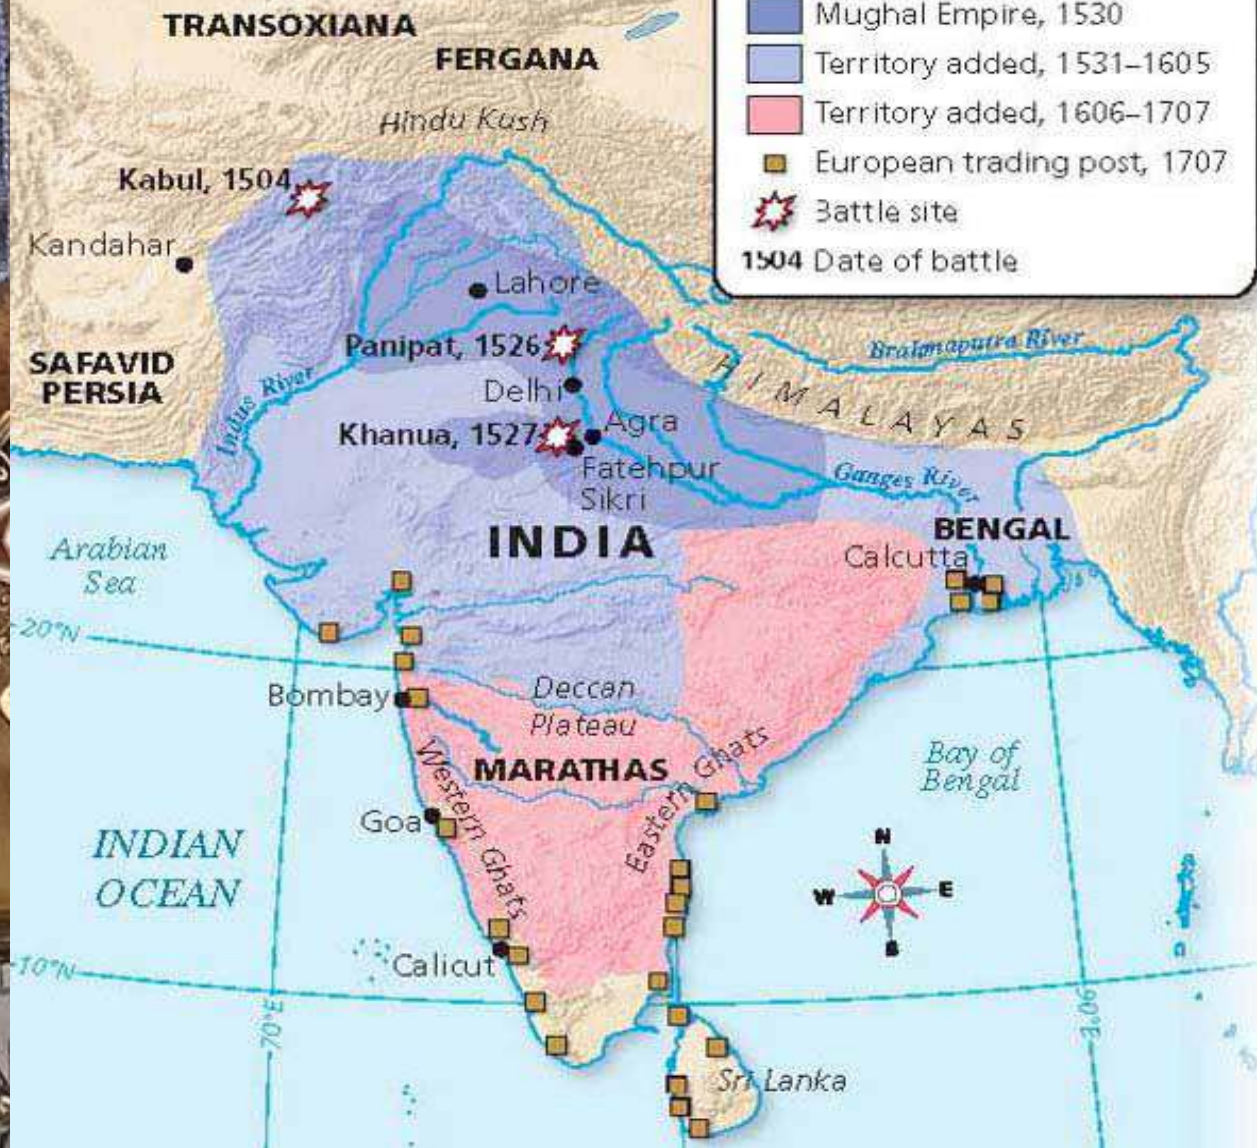 TRANSOXIANA
FERGANA
Hindu Kush
Mughal Empire, 1530
Territory added, 1531–1605
Territory added, 1606–1707
European trading post, 1707
Battle site
1504 Date of battle
Kabul, 1504
Kandahar
Lahore
Panipat, 1526
SAFAVID
PERSIA
Indus River
Delhi
Brahmaputra River
HIMALAYAS
Khanua, 1527
Agra
Fatehpur
Sikri
Ganges River
INDIA
BENGAL
Calcutta
Arabian
Sea
20°N
Bombay
Deccan
Plateau
MARATHAS
Western Ghats
Eastern Ghats
Bay of
Bengal
Goa
INDIAN
OCEAN
N
W
E
S
Calicut
10°N
70°E
90°E
Sri Lanka